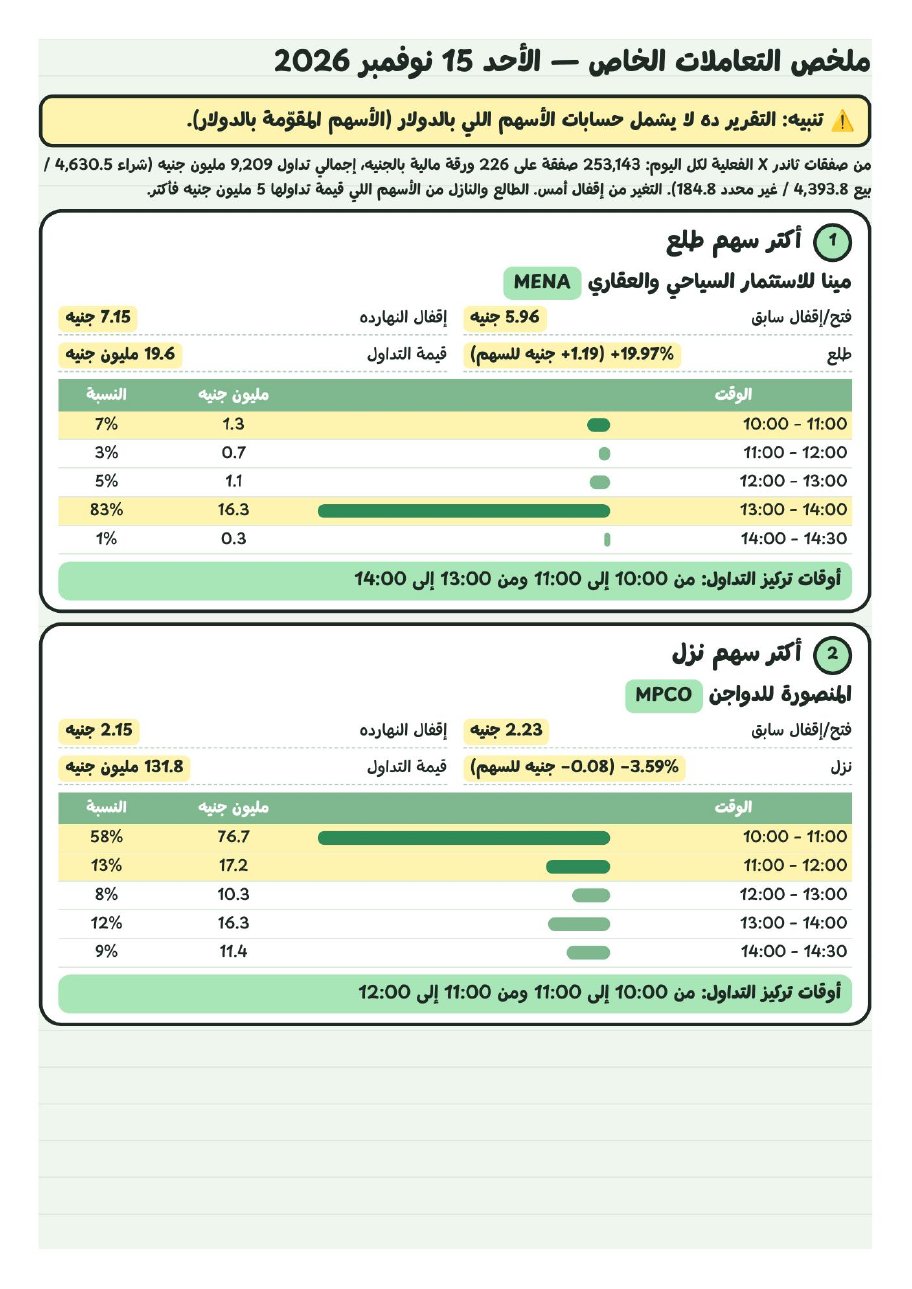 ملخص التعاملات الخاص — الأحد 15 نوفمبر 2026
⚠️ تنبيه: التقرير ده لا يشمل حسابات الأسهم اللي بالدولار (الأسهم المقوّمة بالدولار).
من صفقات ثاندر X الفعلية لكل اليوم: 253,143 صفقة على 226 ورقة مالية بالجنيه، إجمالي تداول 9,209 مليون جنيه (شراء 4,630.5 /
بيع 4,393.8 / غير محدد 184.8). التغير من إقفال أمس. الطالع والنازل من الأسهم اللي قيمة تداولها 5 مليون جنيه فأكتر.
1 أكتر سهم طلع
مينا للاستثمار السياحي والعقاري MENA
فتح/إقفال سابق 5.96 جنيه إقفال النهارده 7.15 جنيه
طلع +19.97% (+1.19 جنيه للسهم) قيمة التداول 19.6 مليون جنيه
الوقت مليون جنيه النسبة
10:00 – 11:00 1.3 7%
11:00 – 12:00 0.7 3%
12:00 – 13:00 1.1 5%
13:00 – 14:00 16.3 83%
14:00 – 14:30 0.3 1%
أوقات تركيز التداول: من 10:00 إلى 11:00 ومن 13:00 إلى 14:00
2 أكتر سهم نزل
المنصورة للدواجن MPCO
فتح/إقفال سابق 2.23 جنيه إقفال النهارده 2.15 جنيه
نزل −3.59% (−0.08 جنيه للسهم) قيمة التداول 131.8 مليون جنيه
الوقت مليون جنيه النسبة
10:00 – 11:00 76.7 58%
11:00 – 12:00 17.2 13%
12:00 – 13:00 10.3 8%
13:00 – 14:00 16.3 12%
14:00 – 14:30 11.4 9%
أوقات تركيز التداول: من 10:00 إلى 11:00 ومن 11:00 إلى 12:00